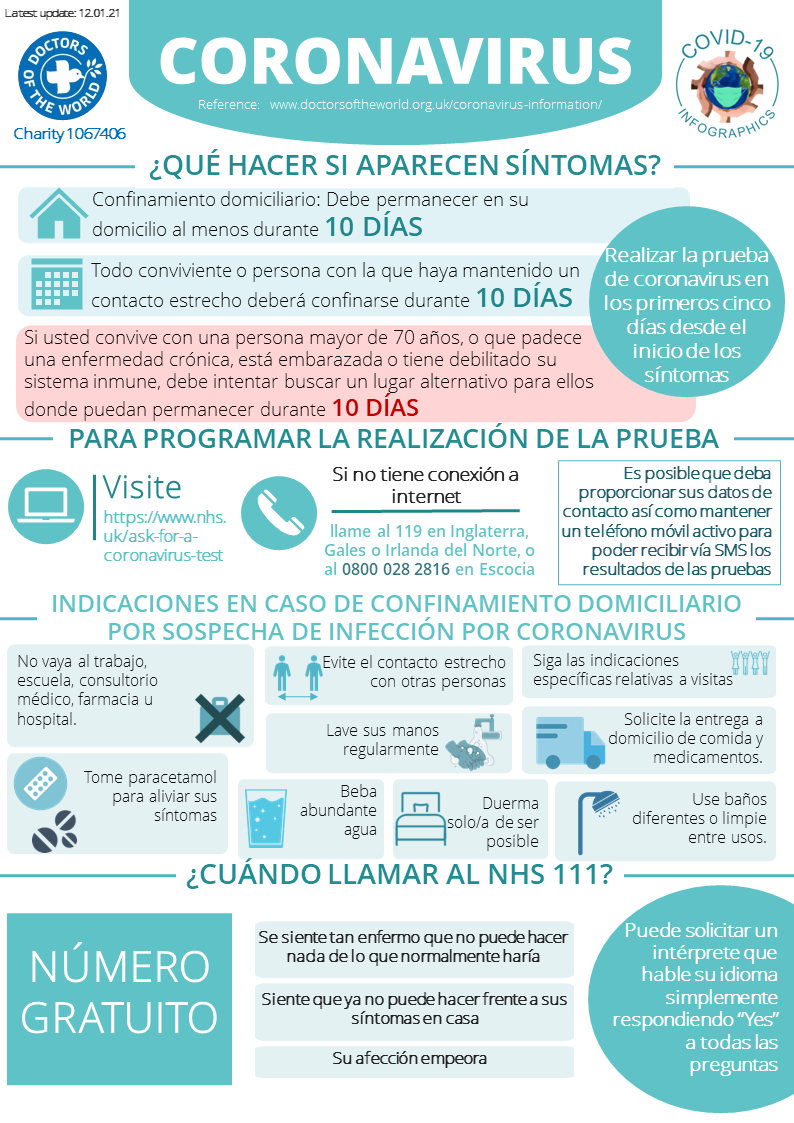 Latest update: 12.01.21
DOCTORS
OF THE WORLD
Charity 1067406
CORONAVIRUS
Reference: www.doctorsoftheworld.org.uk/coronavirus-information/
COVID-19
INFOGRAPHICS
¿QUÉ HACER SI APARECEN SÍNTOMAS?
Confinamiento domiciliario: Debe permanecer en su
domicilio al menos durante 10 DÍAS
Todo conviviente o persona con la que haya mantenido un
contacto estrecho deberá confinarse durante 10 DÍAS
Si usted convive con una persona mayor de 70 años, o que padece
una enfermedad crónica, está embarazada o tiene debilitado su
sistema inmune, debe intentar buscar un lugar alternativo para ellos
donde puedan permanecer durante 10 DÍAS
Realizar la prueba
de coronavirus en
los primeros cinco
días desde el
inicio de los
síntomas
PARA PROGRAMAR LA REALIZACIÓN DE LA PRUEBA
Visite
https://www.nhs.
uk/ask-for-a-
coronavirus-test
Si no tiene conexión a
internet
llame al 119 en Inglaterra,
Gales o Irlanda del Norte, o
al 0800 028 2816 en Escocia
Es posible que deba
proporcionar sus datos de
contacto así como mantener
un teléfono móvil activo para
poder recibir vía SMS los
resultados de las pruebas
INDICACIONES EN CASO DE CONFINAMIENTO DOMICILIARIO
POR SOSPECHA DE INFECCIÓN POR CORONAVIRUS
No vaya al trabajo,
escuela, consultorio
médico, farmacia u
hospital.
Evite el contacto estrecho
con otras personas
Siga las indicaciones
específicas relativas a visitas
Lave sus manos
regularmente
Solicite la entrega a
domicilio de comida y
medicamentos.
Tome paracetamol
para aliviar sus
síntomas
Beba
abundante
agua
Duerma
solo/a de ser
posible
Use baños
diferentes o limpie
entre usos.
¿CUÁNDO LLAMAR AL NHS 111?
NÚMERO
GRATUITO
Se siente tan enfermo que no puede hacer
nada de lo que normalmente haría
Siente que ya no puede hacer frente a sus
síntomas en casa
Su afección empeora
Puede solicitar un
intérprete que
hable su idioma
simplemente
respondiendo “Yes”
a todas las
preguntas